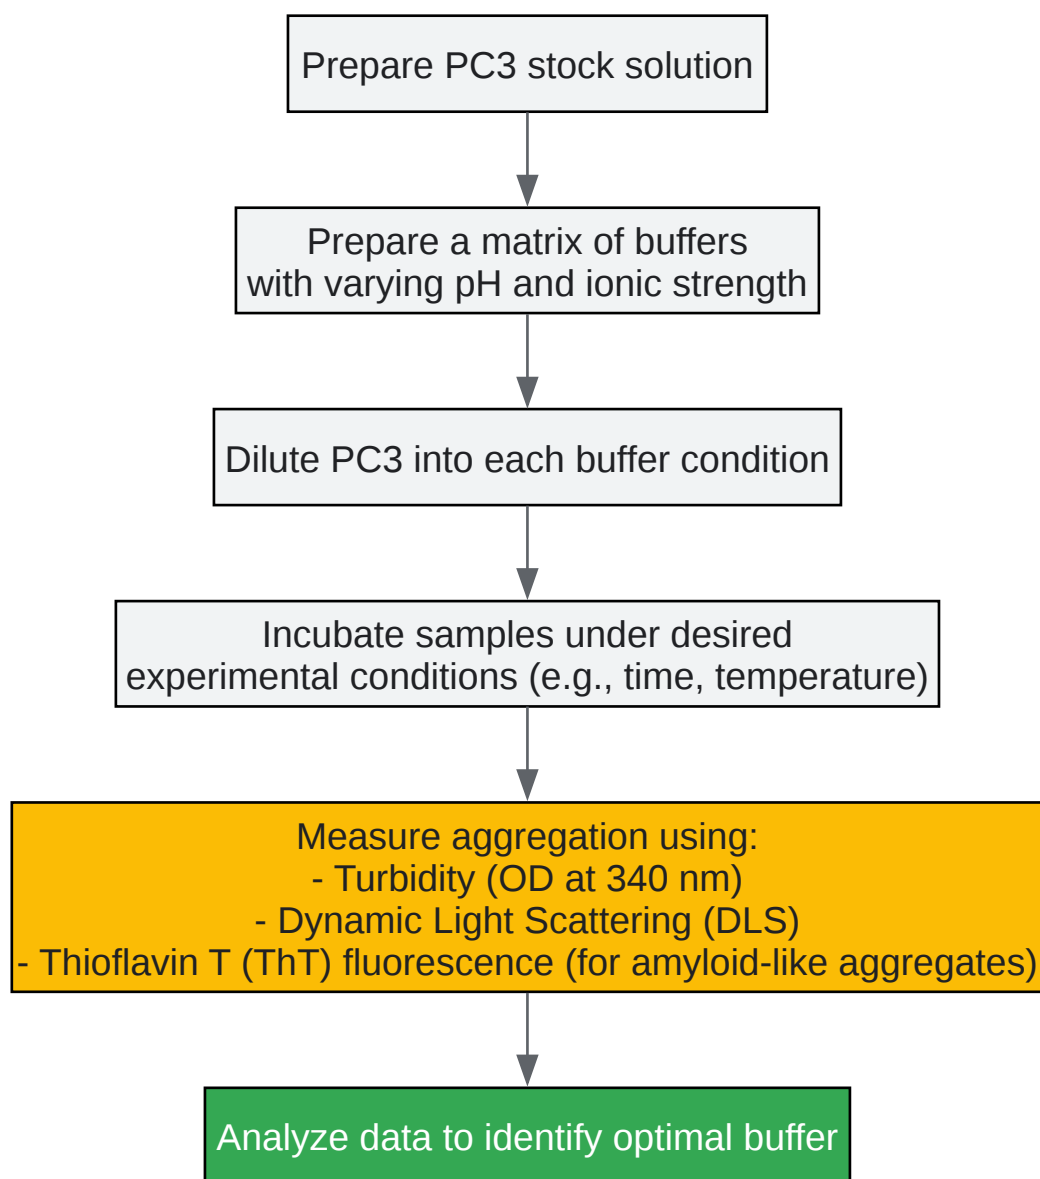 Prepare PC3 stock solution
Prepare a matrix of buffers
with varying pH and ionic strength
Dilute PC3 into each buffer condition
Incubate samples under desired
experimental conditions (e.g., time, temperature)
Measure aggregation using:
- Turbidity (OD at 340 nm)
- Dynamic Light Scattering (DLS)
- Thioflavin T (ThT) fluorescence (for amyloid-like aggregates)
Analyze data to identify optimal buffer